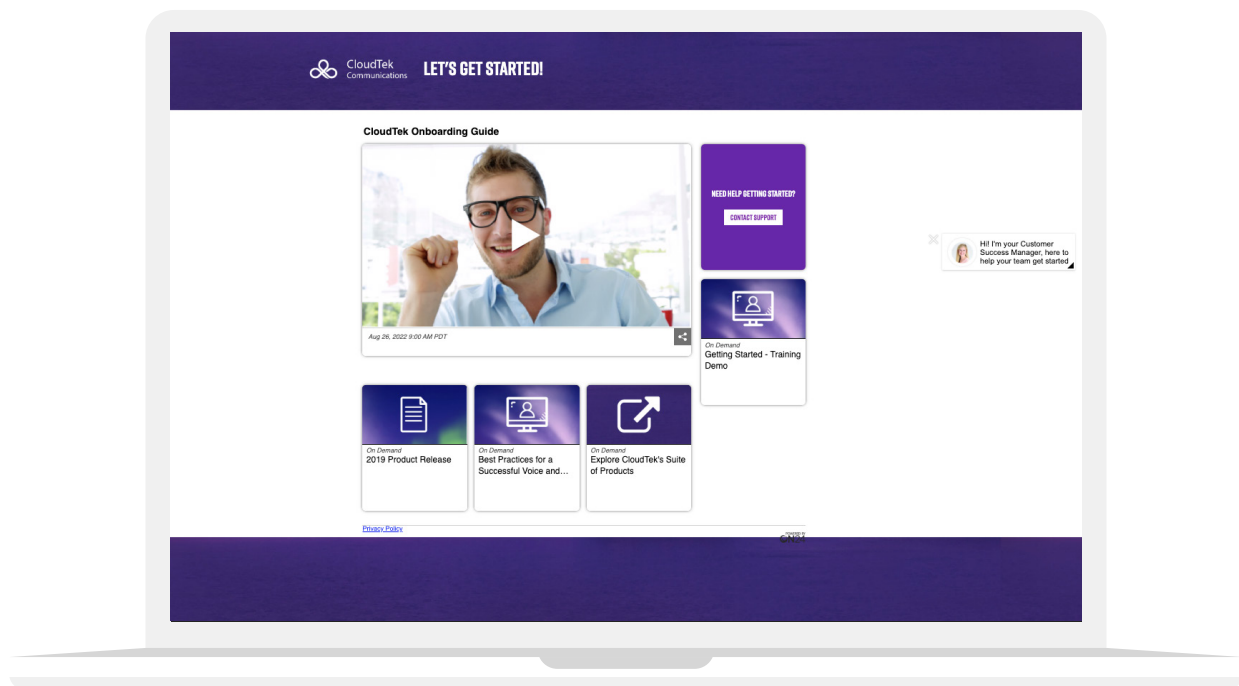 CloudTek
Communications
LET'S GET STARTED!
CloudTek Onboarding Guide
Aug 26, 2022 9:00 AM PDT
NEED HELP GETTING STARTED?
CONTACT SUPPORT
Hi! I'm your Customer
Success Manager, here to
help your team get started
On Demand
Getting Started - Training
Demo
On Demand
2019 Product Release
On Demand
Best Practices for a
Successful Voice and...
On Demand
Explore CloudTek's Suite
of Products
Privacy Policy
POWERED BY
ON24